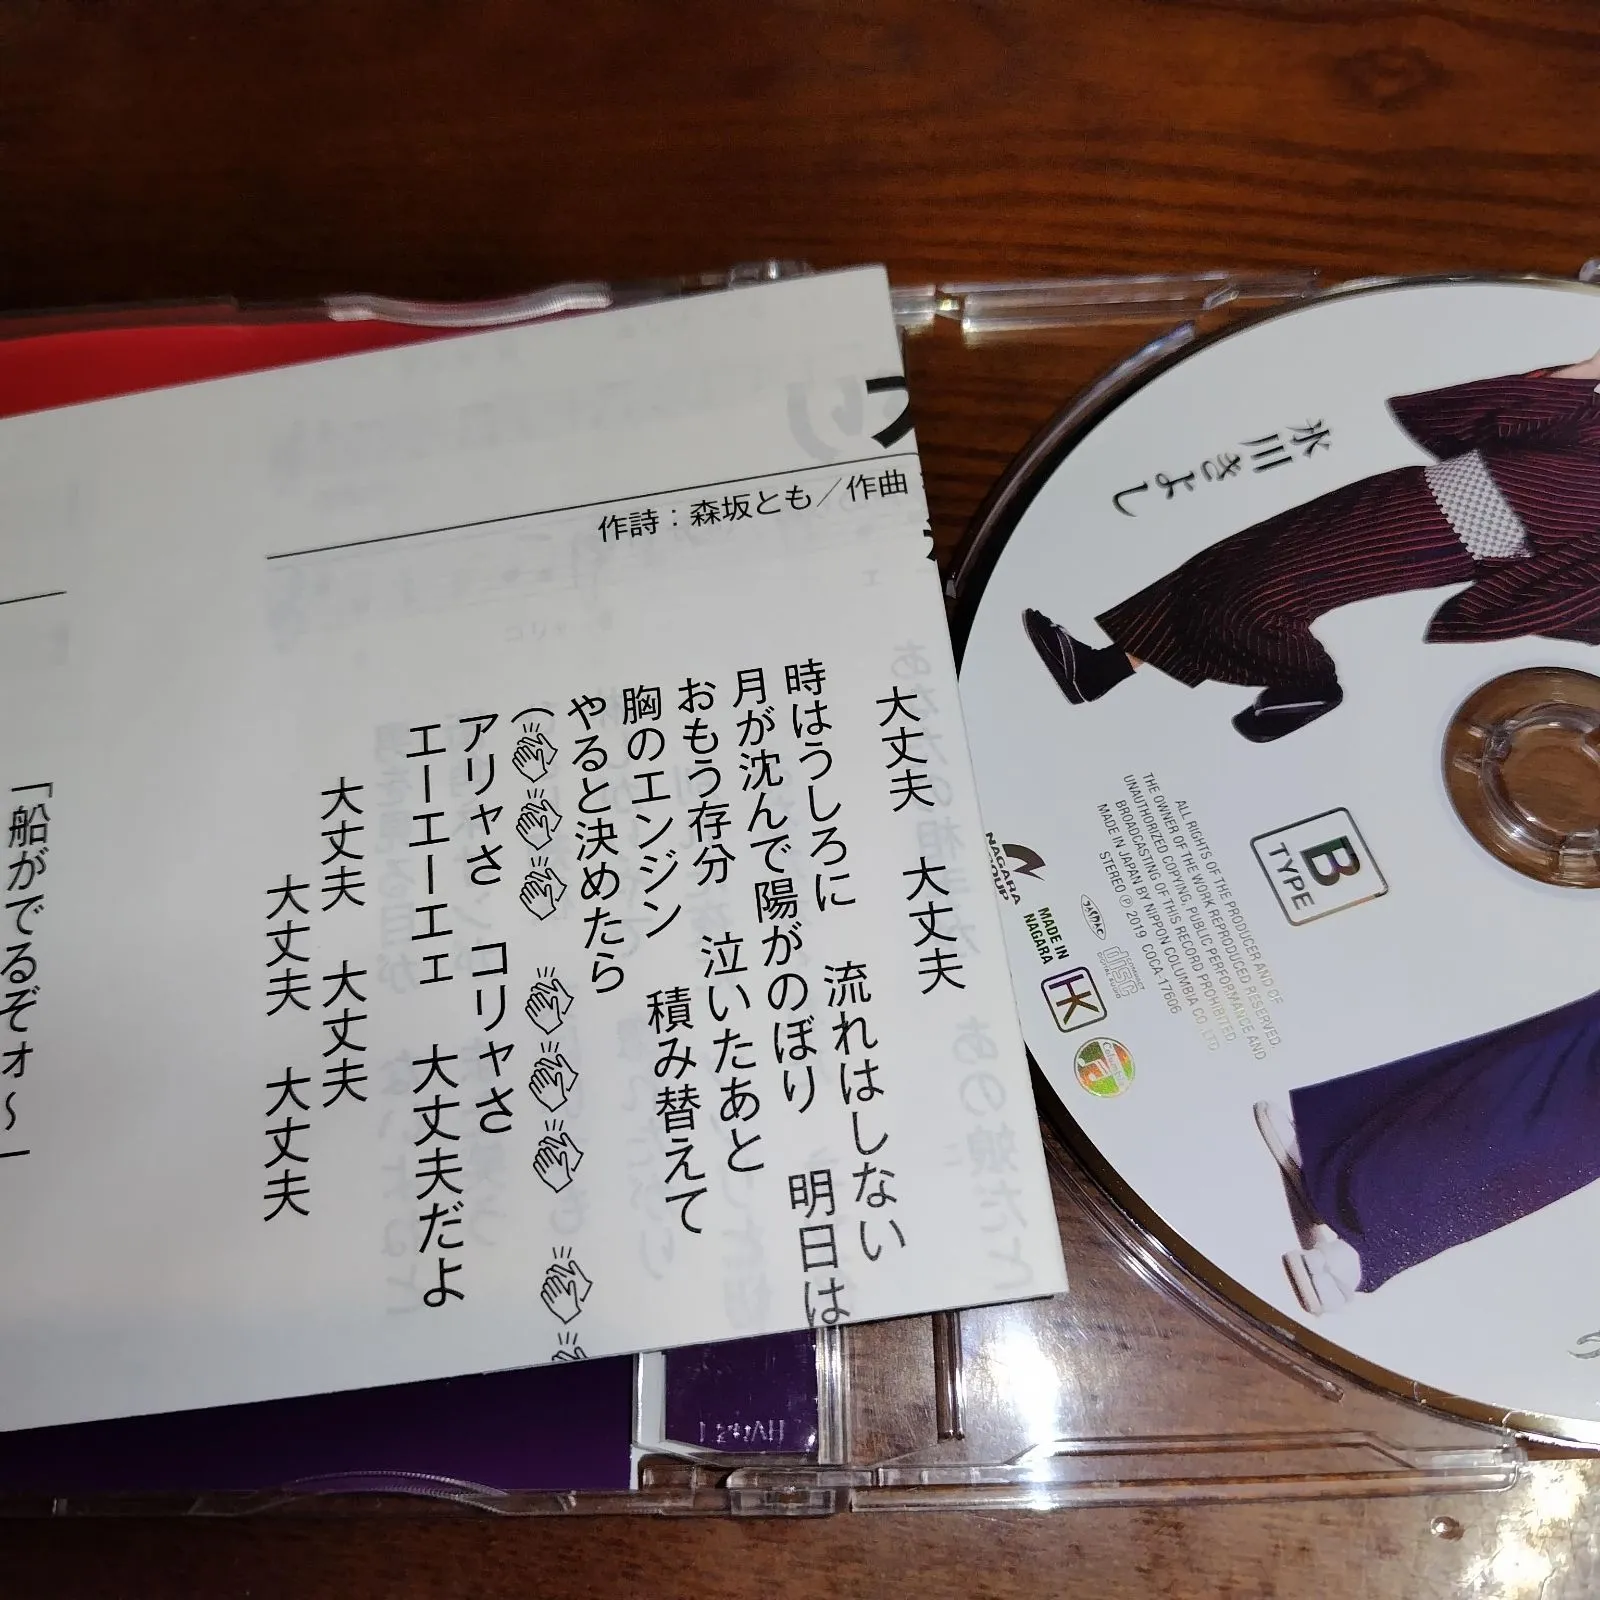 作詩：森坂とも／作曲
大丈夫　大丈夫
時はうしろに　流れはしない
月が沈んで陽がのぼり　明日は
おもう存分　泣いたあと
胸のエンジン　積み替えて
やると決めたら
(
アリャさ　コリャさ
エーエーエェ　大丈夫だよ
大丈夫　大丈夫
大丈夫　大丈夫
「船がでるぞォ～」
氷川きよし
B
TYPE
ALL RIGHTS OF THE PRODUCER AND OF
THE OWNER OF THE WORK REPRODUCED RESERVED.
UNAUTHORIZED COPYING, PUBLIC PERFORMANCE AND
BROADCASTING OF THIS RECORD PROHIBITED.
MADE IN JAPAN BY NIPPON COLUMBIA CO.,LTD
STEREO Ⓟ 2019 COCA-17606
NAGARA
GROUP
MADE IN
NAGARA
HK
JASRAC
COMPACT
disc
DIGITAL AUDIO
Columbia